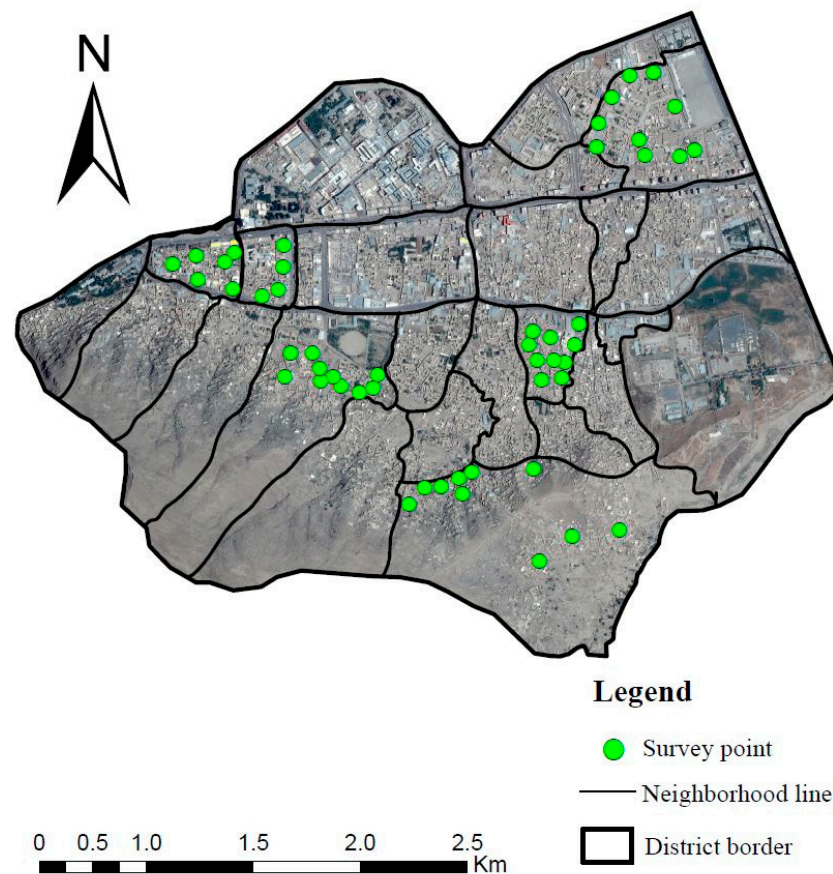 N
Legend
Survey point
Neighborhood line
District border
0 0.5 1.0 1.5 2.0 2.5
Km